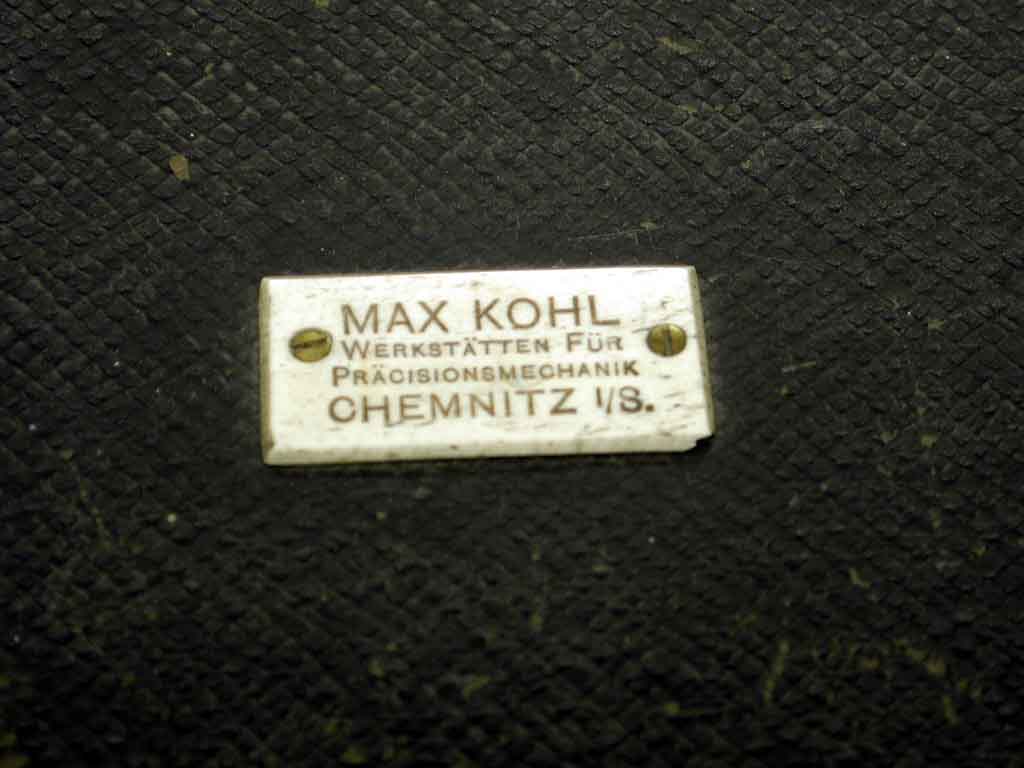 MAX KOHL
WERKSTÄTTEN FÜR
PRÄCISIONSMECHANIK
CHEMNITZ I/S.